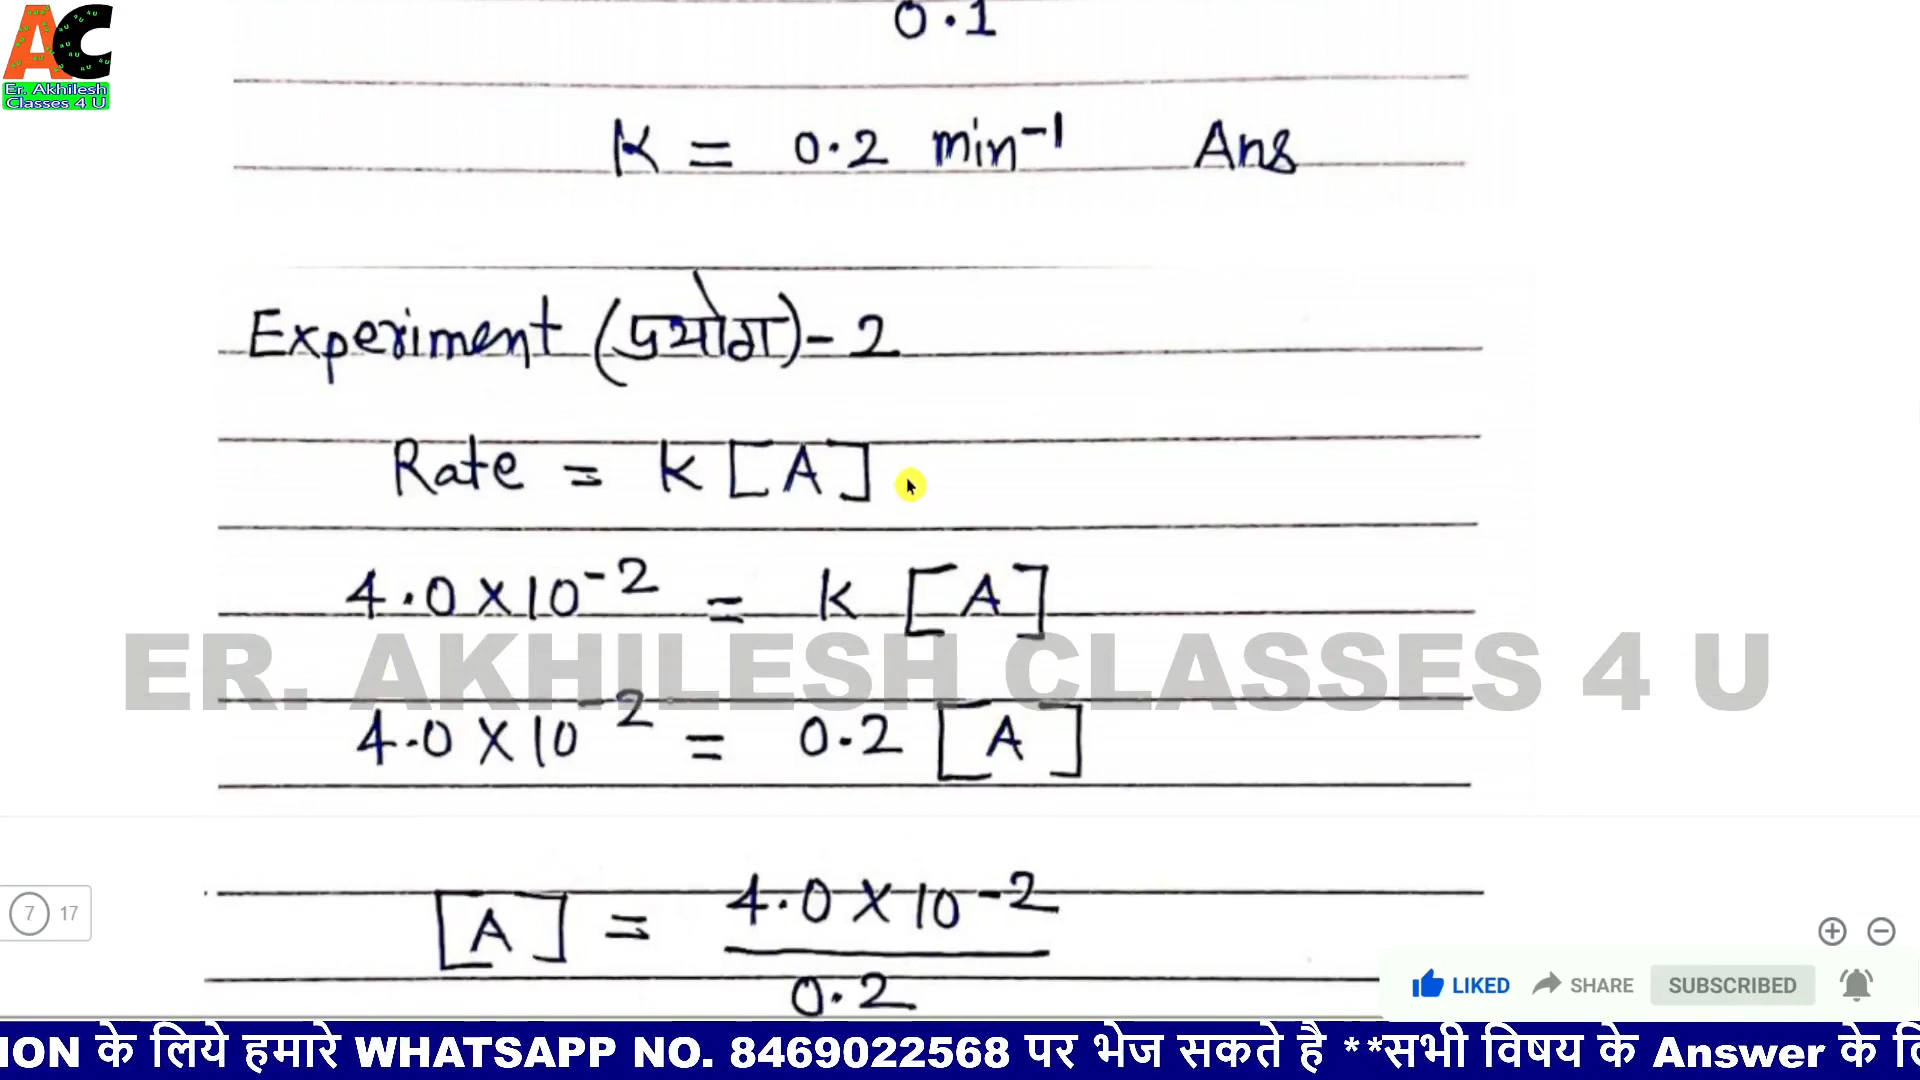 AC
Er. Akhilesh
Classes 4 U
0.1
K = 0.2 min⁻¹ Ans
Experiment (प्रयोग) - 2
Rate = K [A]
4.0 × 10⁻² = K [A]
ER. AKHILESH CLASSES 4 U
4.0 × 10⁻² = 0.2 [A]
[A] = 4.0 × 10⁻²
0.2
7 17
LIKED SHARE SUBSCRIBED
ION के लिये हमारे WHATSAPP NO. 8469022568 पर भेज सकते है **सभी विषय के Answer के